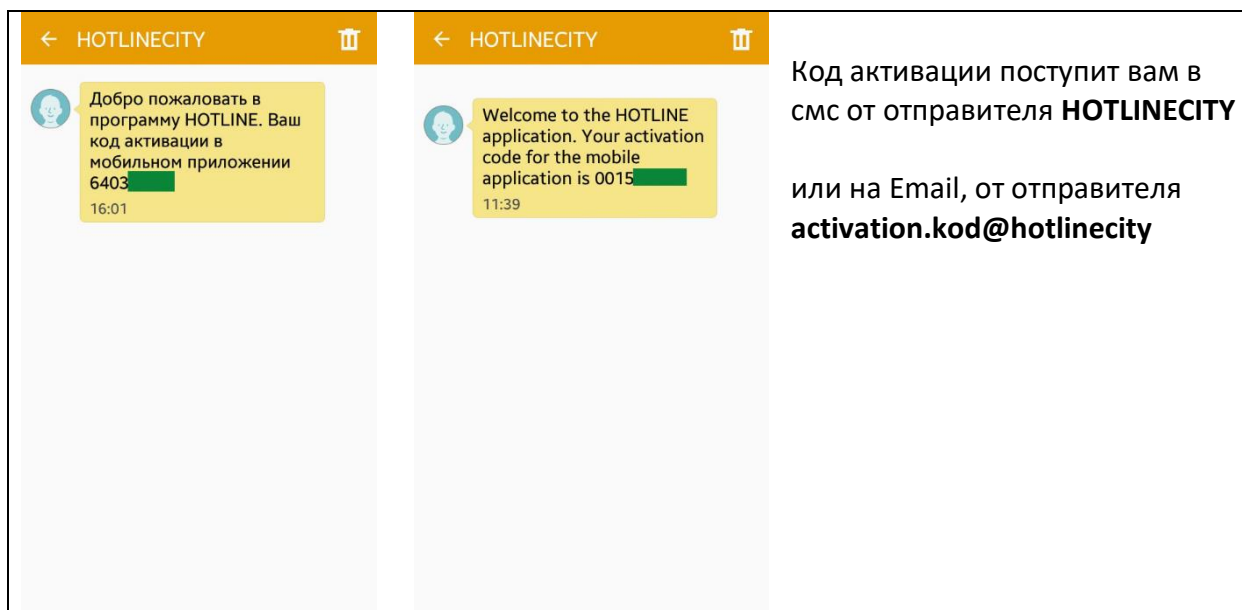 HOTLINECITY
Добро пожаловать в
программу HOTLINE. Ваш
код активации в
мобильном приложении
6403
16:01
HOTLINECITY
Welcome to the HOTLINE
application. Your activation
code for the mobile
application is 0015
11:39
Код активации поступит вам в
смс от отправителя HOTLINECITY
или на Email, от отправителя
activation.kod@hotlinecity